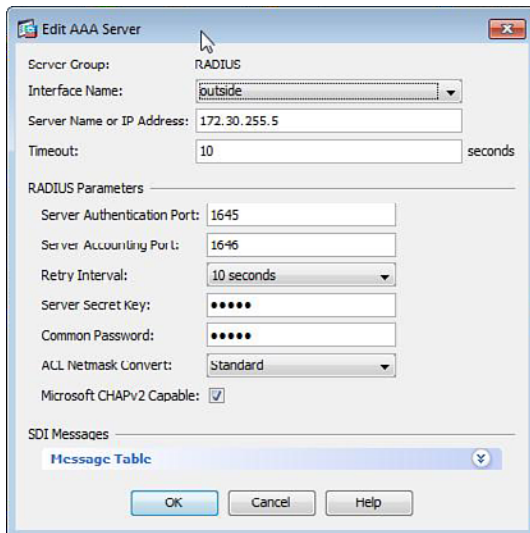 Edit AAA Server
Server Group: RADIUS
Interface Name: outside
Server Name or IP Address: 172.30.255.5
Timeout: 10 seconds
RADIUS Parameters
Server Authentication Port: 1645
Server Accounting Port: 1646
Retry Interval: 10 seconds
Server Secret Key: •••••
Common Password: •••••
ACL Netmask Convert: Standard
Microsoft CHAPv2 Capable:
SDI Messages
Message Table
OK Cancel Help